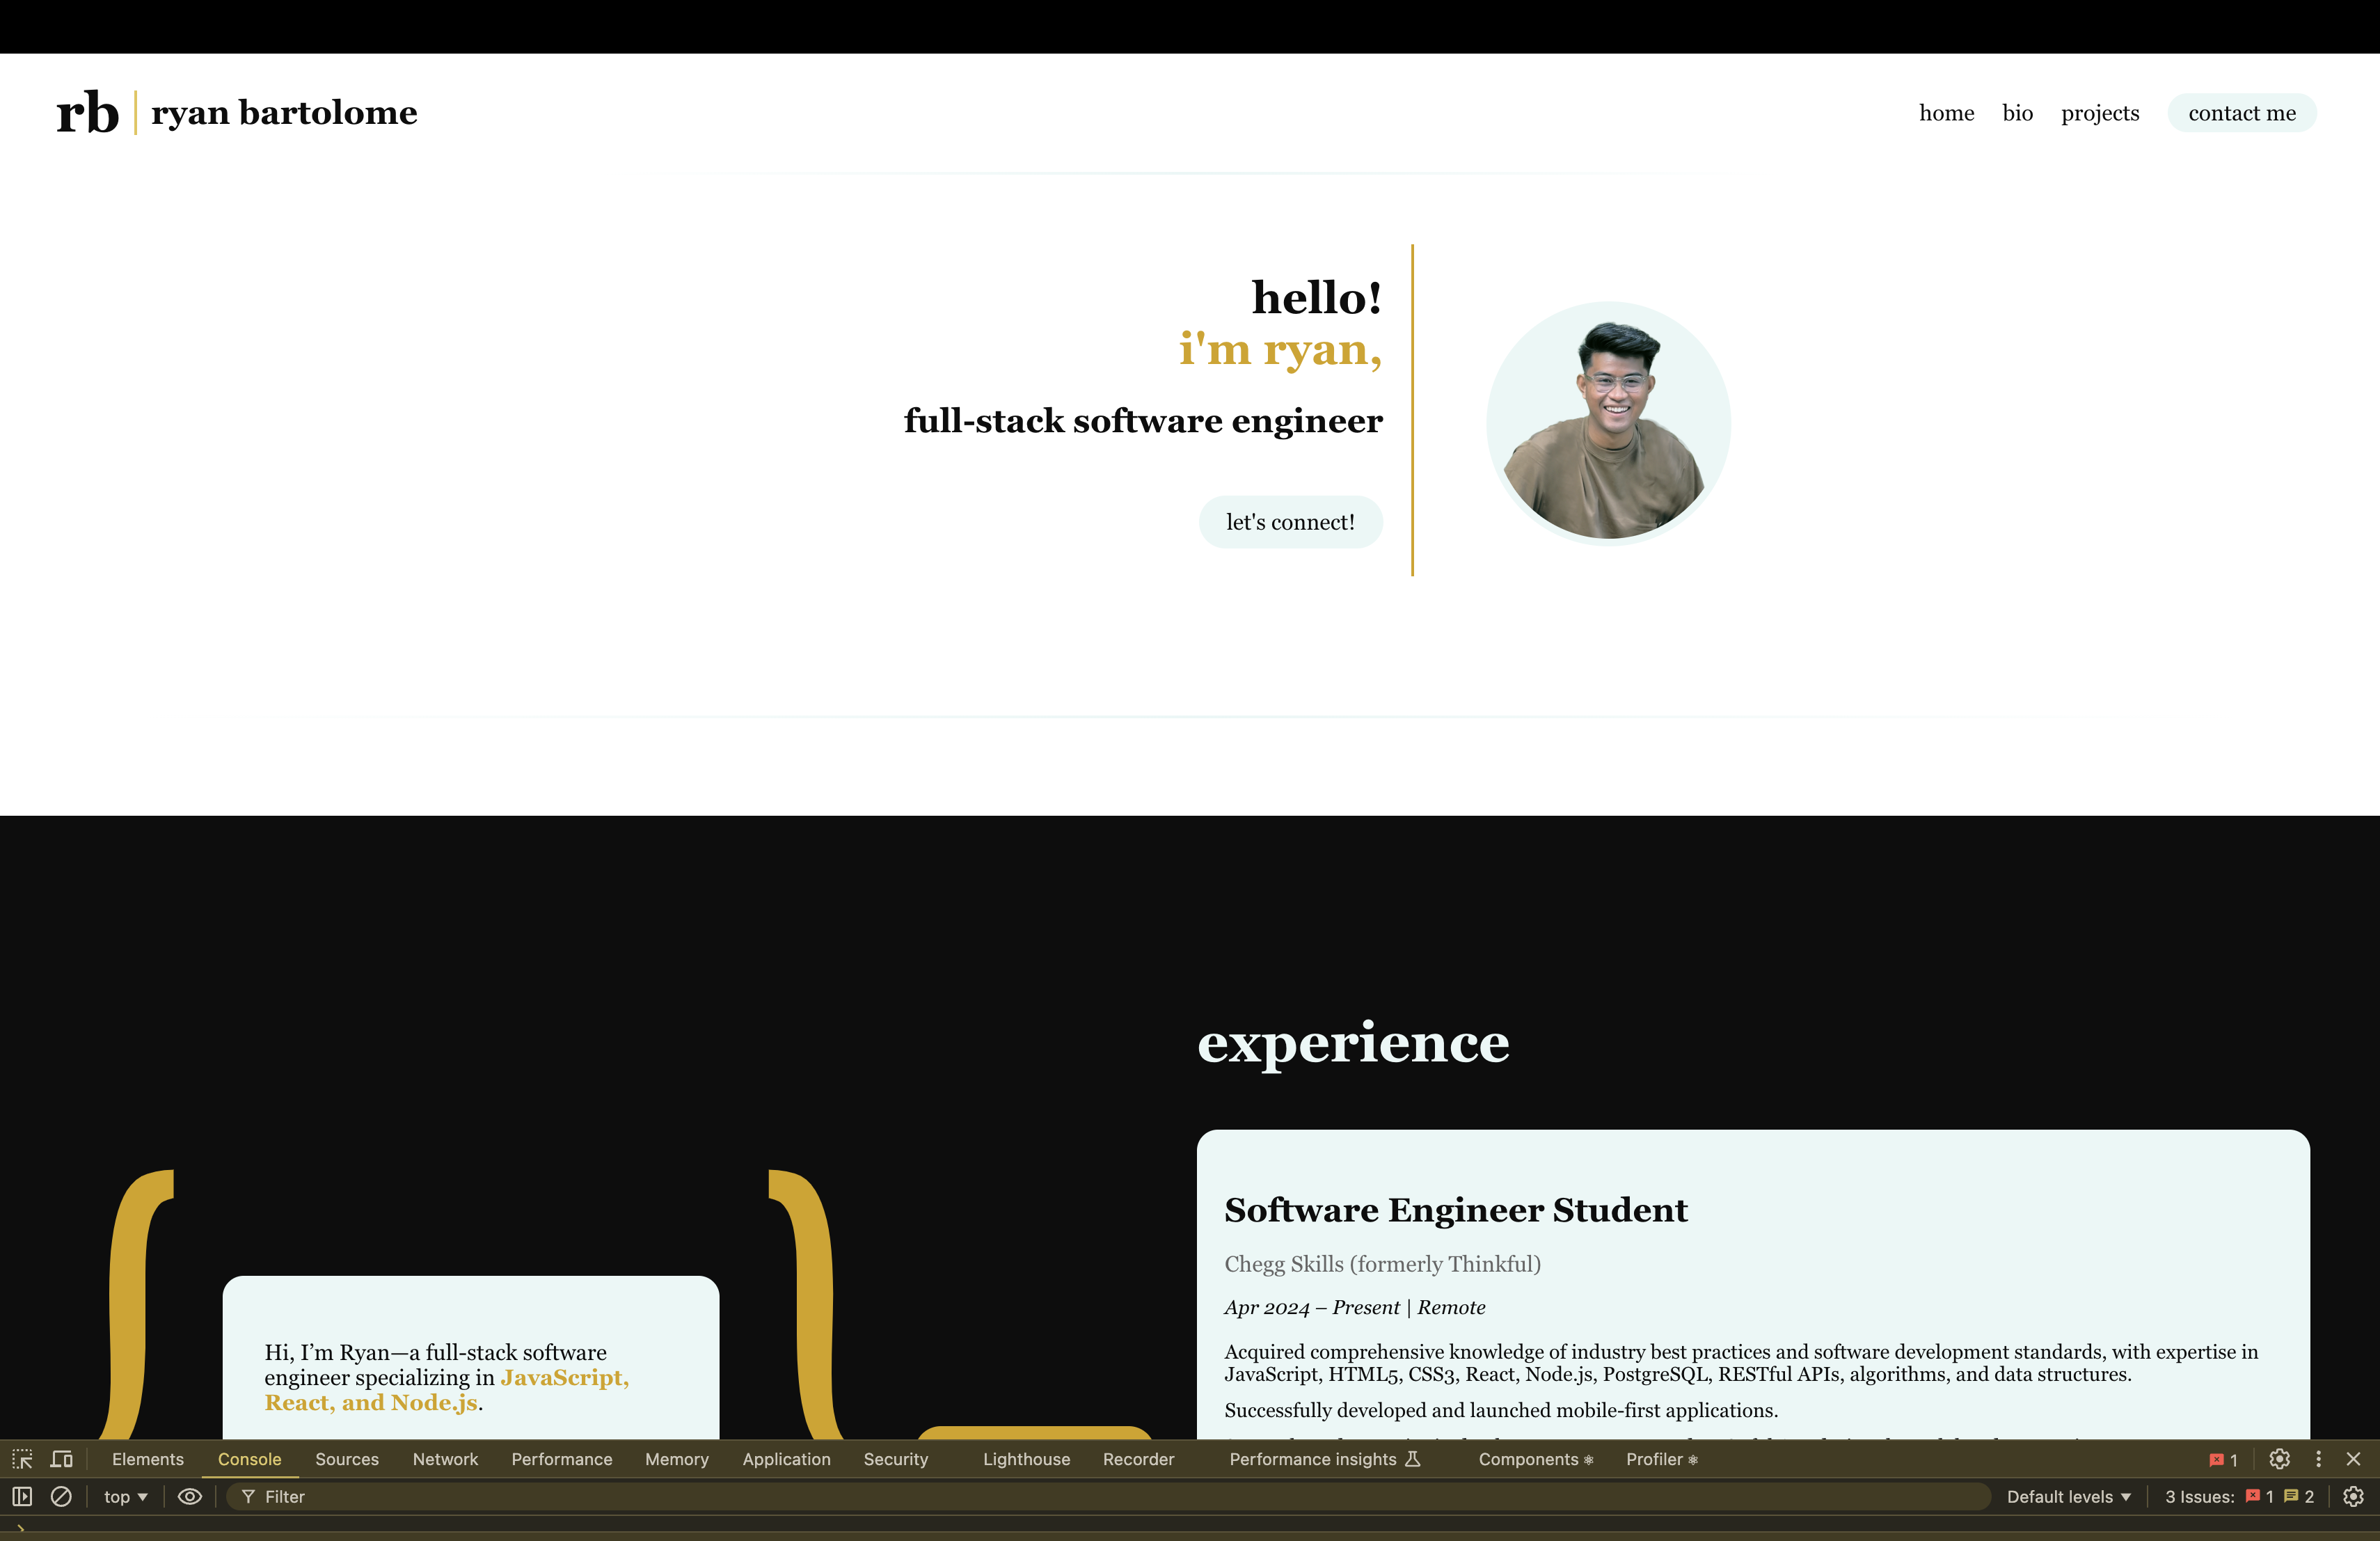 rb | ryan bartolome
home bio projects contact me
hello!
i'm ryan,
full-stack software engineer
let's connect!
experience
Software Engineer Student
Chegg Skills (formerly Thinkful)
Apr 2024 – Present | Remote
Acquired comprehensive knowledge of industry best practices and software development standards, with expertise in
JavaScript, HTML5, CSS3, React, Node.js, PostgreSQL, RESTful APIs, algorithms, and data structures.
Successfully developed and launched mobile-first applications.
{ }
Hi, I’m Ryan—a full-stack software
engineer specializing in JavaScript,
React, and Node.js.
Elements Console Sources Network Performance Memory Application Security Lighthouse Recorder Performance insights Components Profiler 1
top Filter Default levels 3 Issues: 1 2